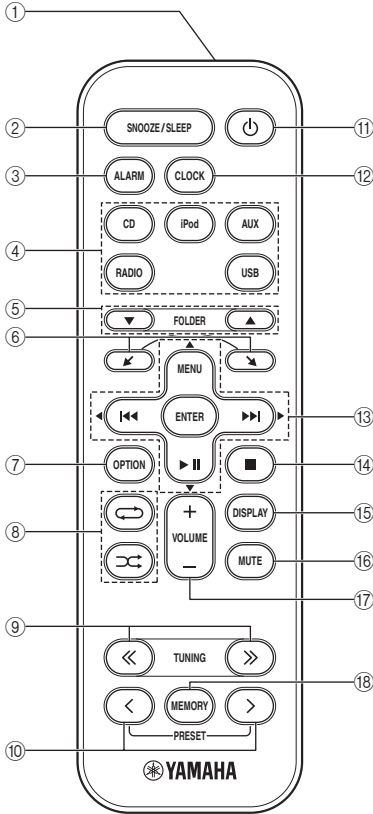 ①
② SNOOZE/SLEEP ⑪
③ ALARM CLOCK ⑫
④ CD iPod AUX
RADIO USB
⑤ FOLDER
⑥
MENU
ENTER ⑬
⑦ OPTION ⑭
⑧ + DISPLAY ⑮
VOLUME
– MUTE ⑯
⑰
⑨ TUNING
MEMORY ⑱
⑩ PRESET
YAMAHA